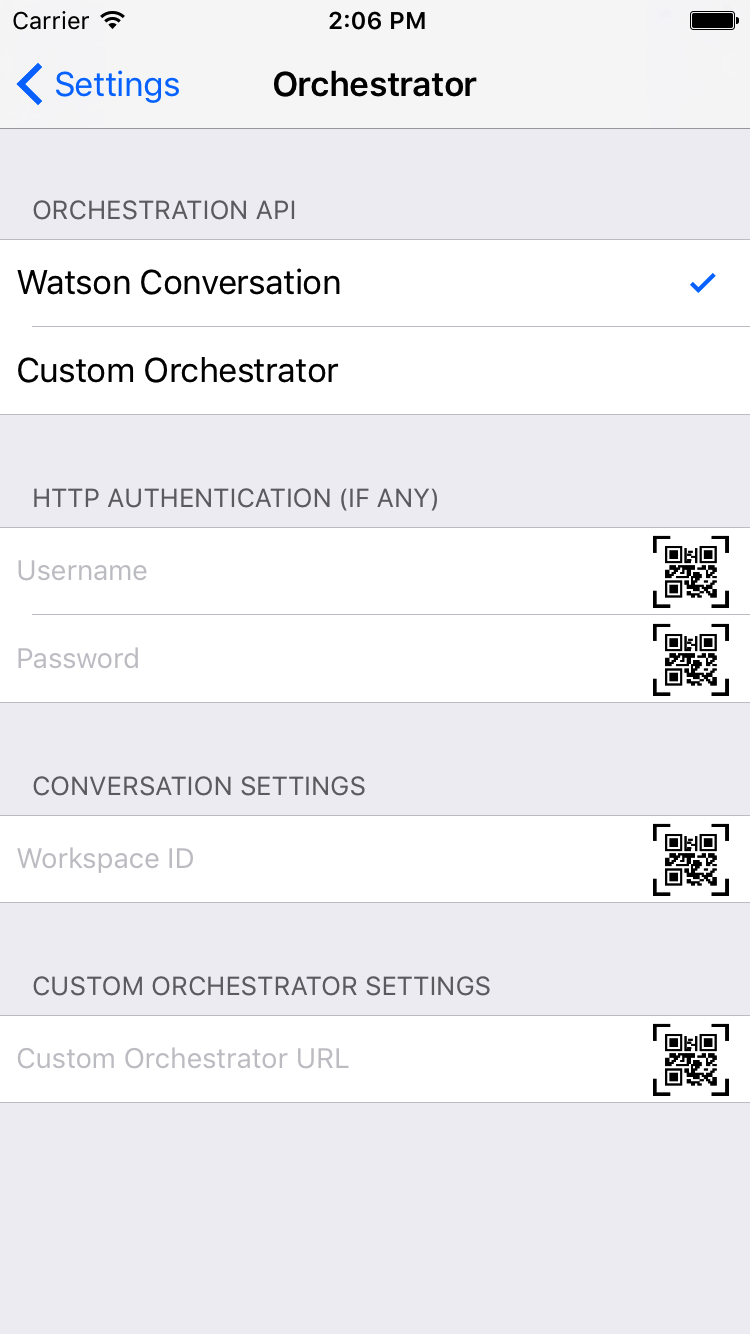 Carrier 2:06 PM
Settings Orchestrator
ORCHESTRATION API
Watson Conversation
Custom Orchestrator
HTTP AUTHENTICATION (IF ANY)
Username
Password
CONVERSATION SETTINGS
Workspace ID
CUSTOM ORCHESTRATOR SETTINGS
Custom Orchestrator URL